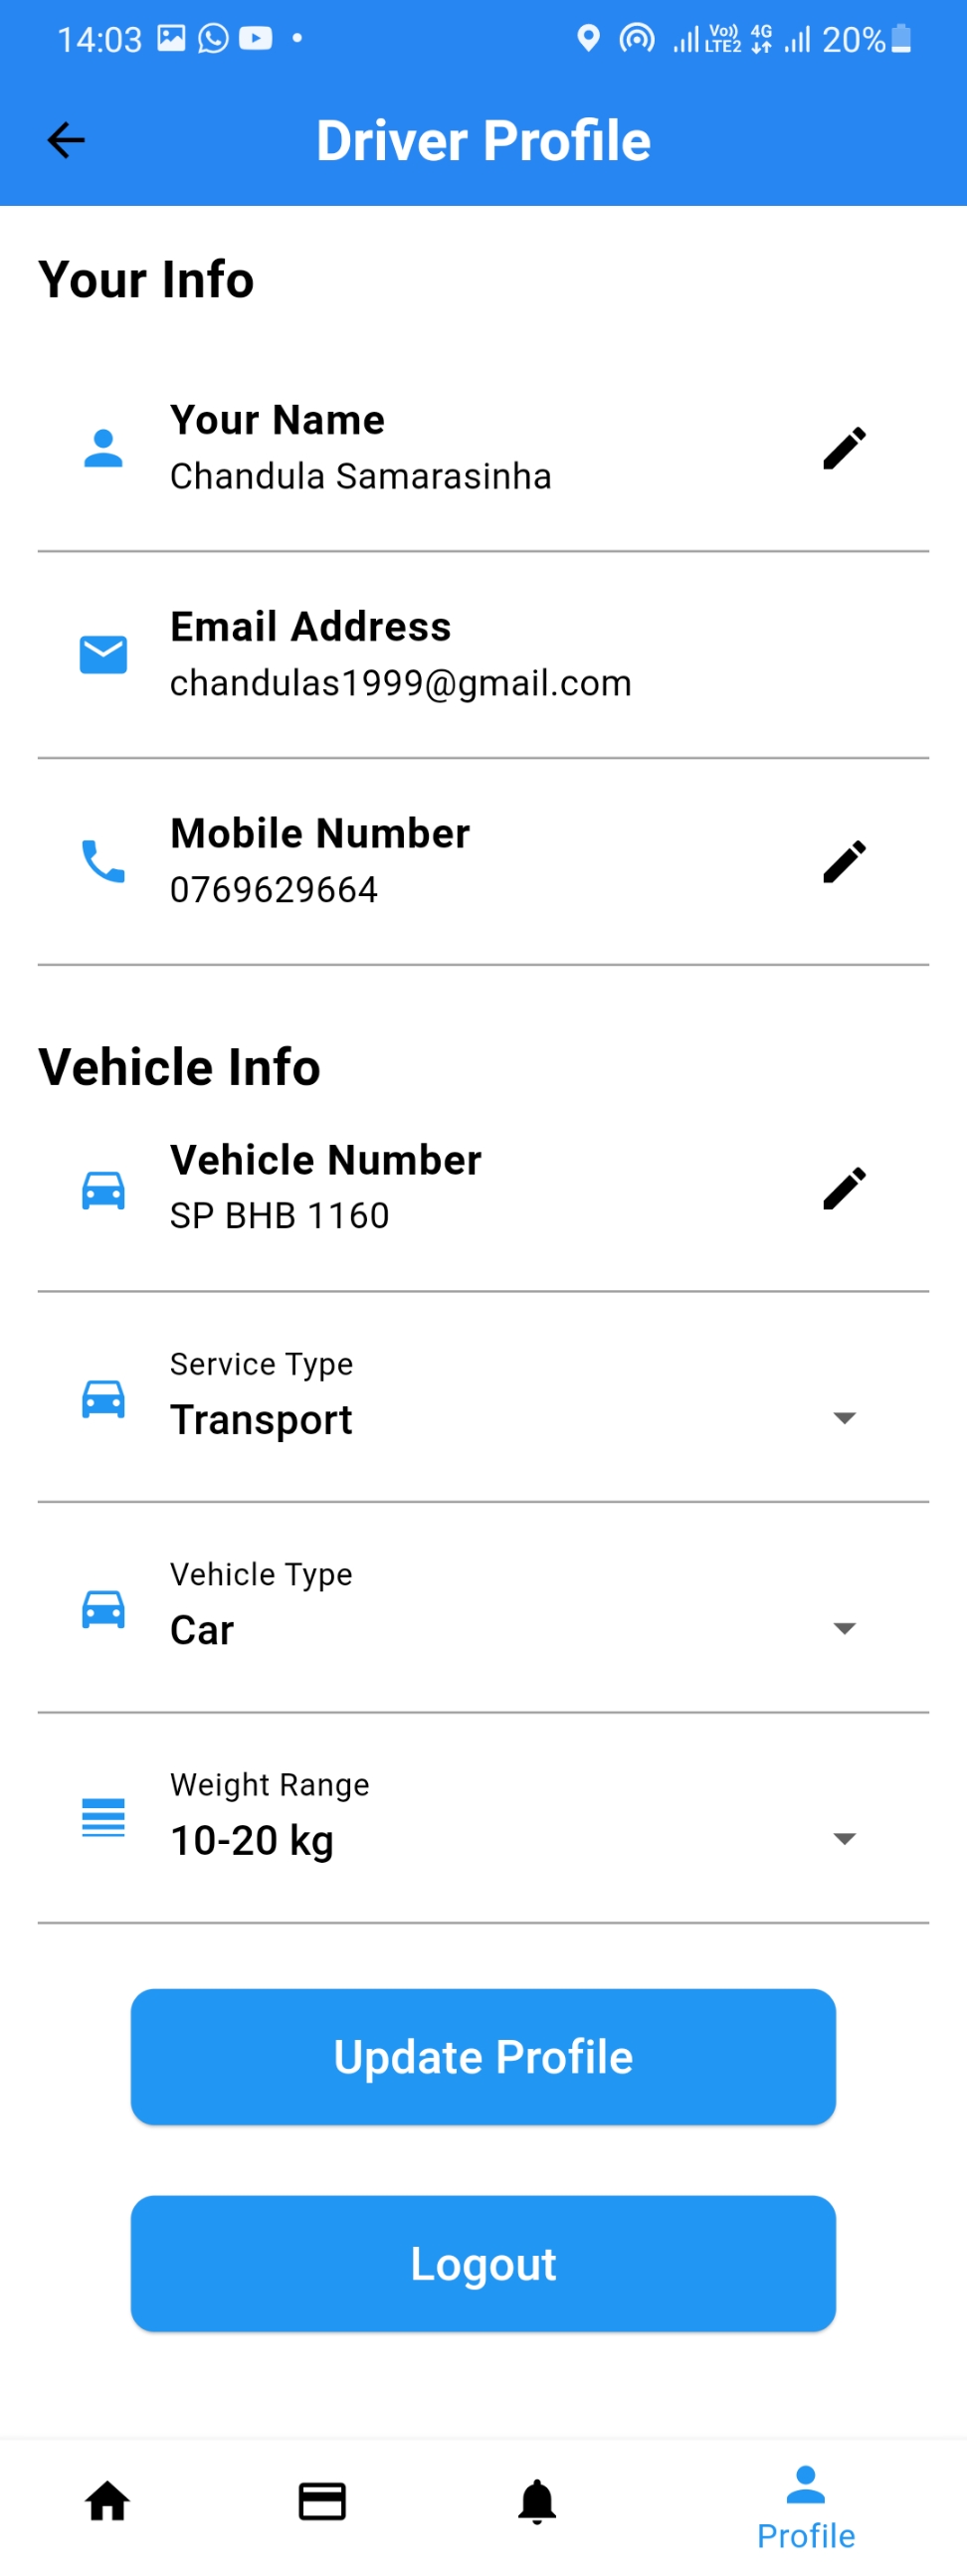 14:03 Vo)) LTE2 4G 20%
Driver Profile
Your Info
Your Name
Chandula Samarasinha
Email Address
chandulas1999@gmail.com
Mobile Number
0769629664
Vehicle Info
Vehicle Number
SP BHB 1160
Service Type
Transport
Vehicle Type
Car
Weight Range
10-20 kg
Update Profile
Logout
Profile